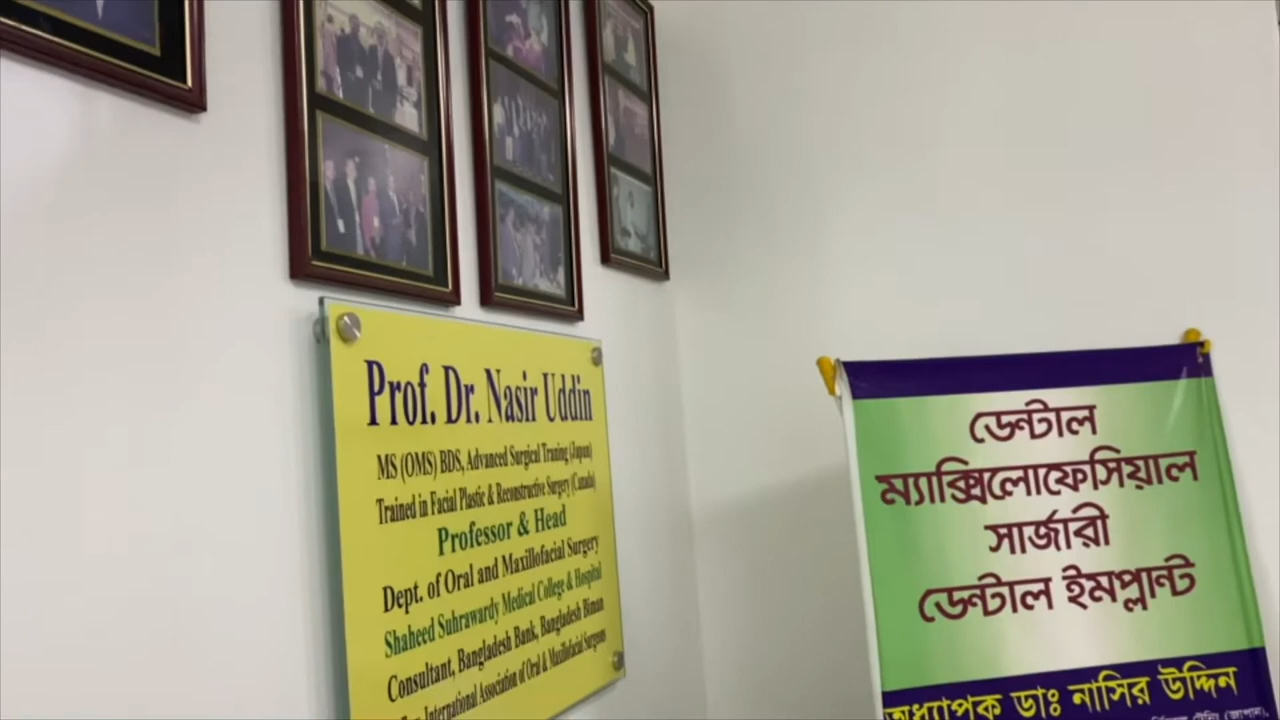 Prof. Dr. Nasir Uddin
MS (OMS) BDS, Advanced Surgical Traning (Japan)
Trained in Facial Plastic & Reconstructive Surgery (Canada)
Professor & Head
Dept. of Oral and Maxillofacial Surgery
Shaheed Suhrawardy Medical College & Hospital
Consultant, Bangladesh Bank, Bangladesh Biman
International Association of Oral & Maxillofacial Surgeons
ডেন্টাল
ম্যাক্সিলোফেসিয়াল
সার্জারী
ডেন্টাল ইমপ্লান্ট
অধ্যাপক ডাঃ নাসির উদ্দিন